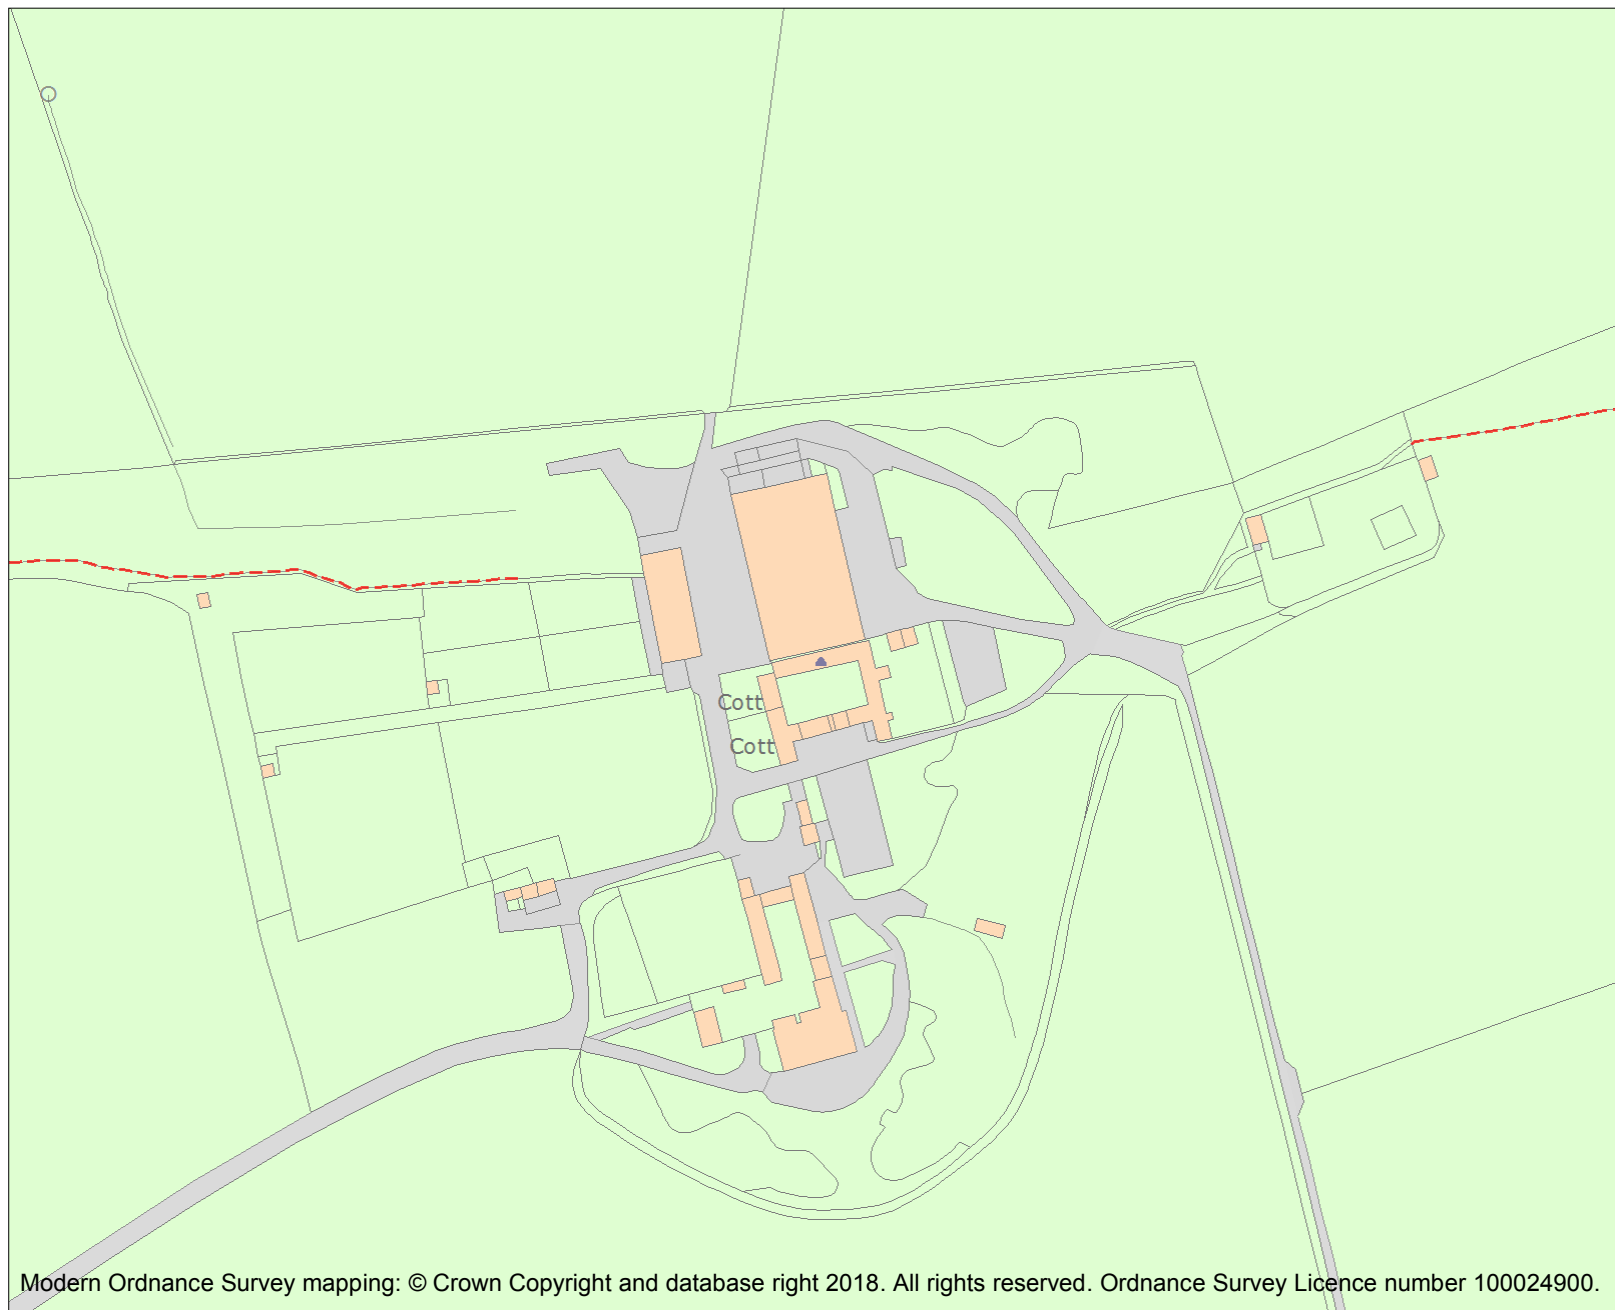 Cott
Cott
Modern Ordnance Survey mapping: © Crown Copyright and database right 2018. All rights reserved. Ordnance Survey Licence number 100024900.